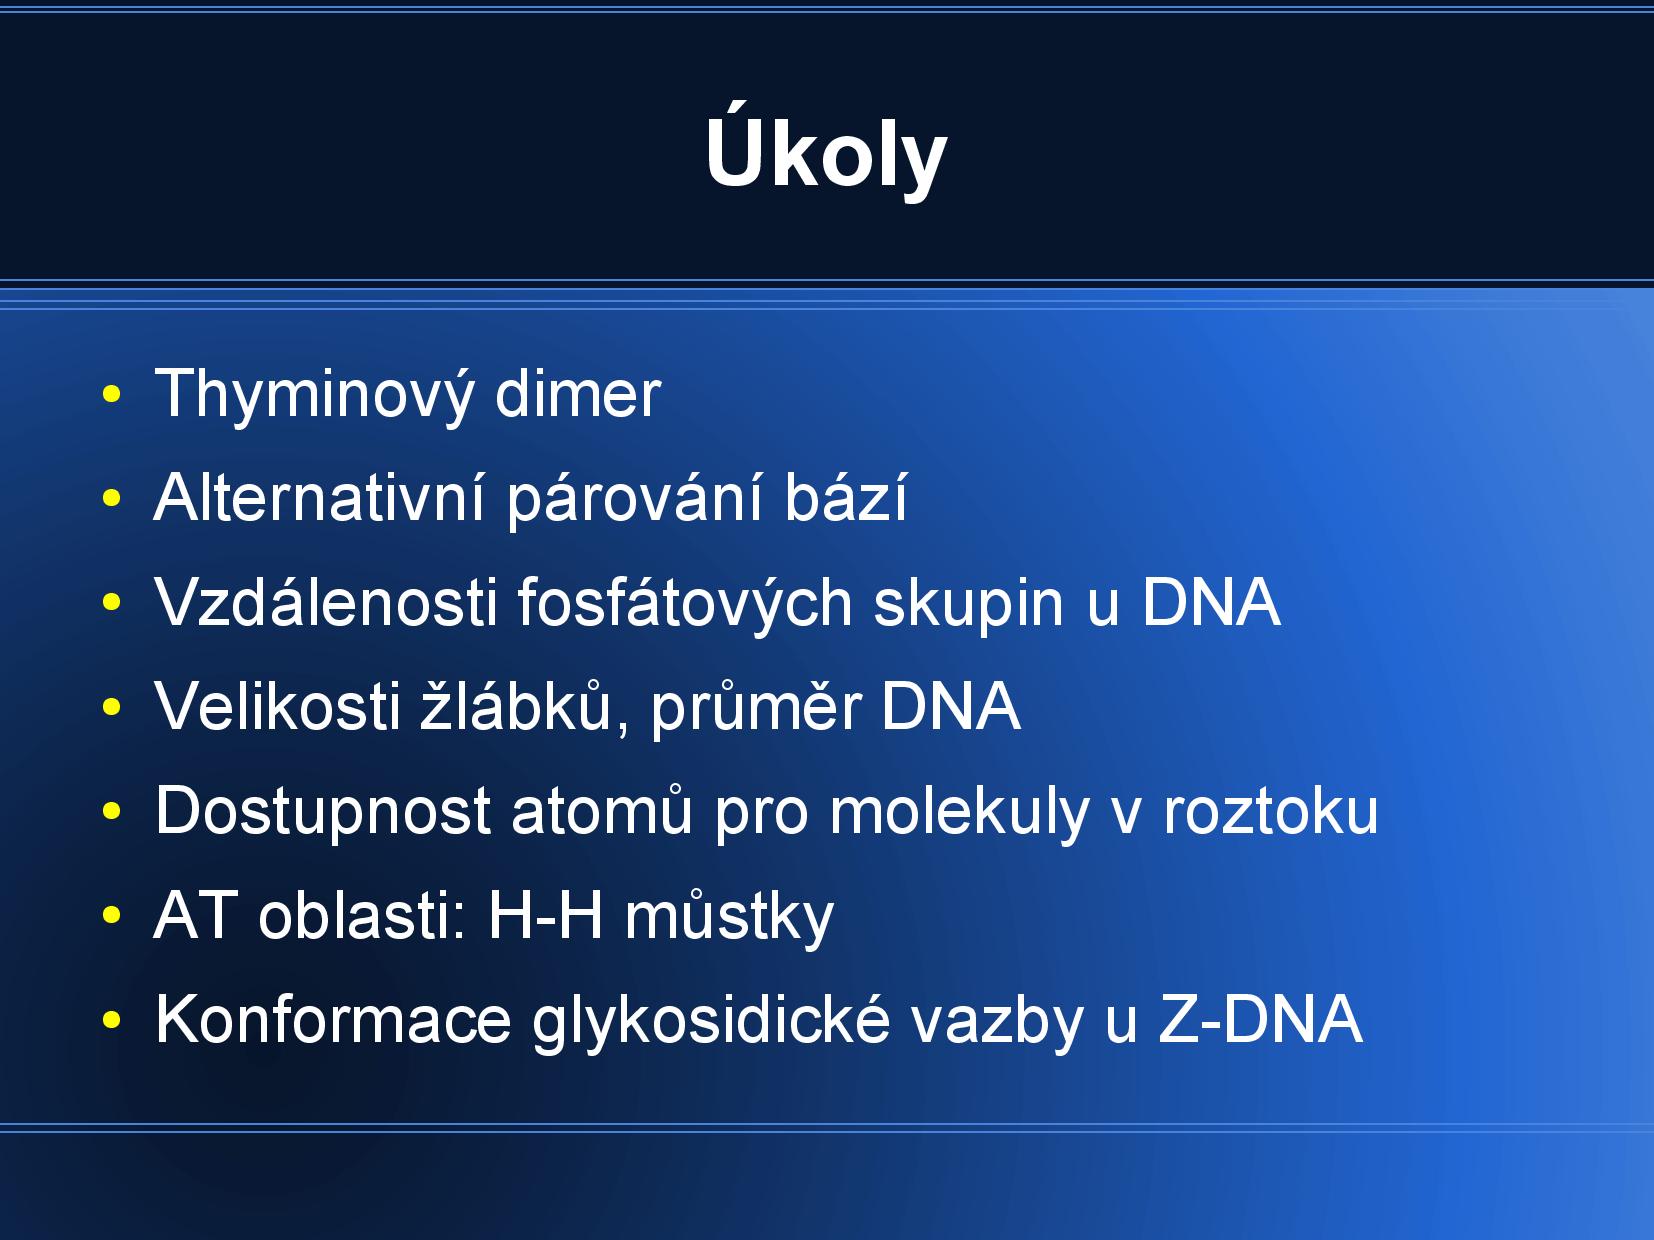 Úkoly
● Thyminový dimer
● Alternativní párování bází
● Vzdálenosti fosfátových skupin u DNA
● Velikosti žlábků, průměr DNA
● Dostupnost atomů pro molekuly v roztoku
● AT oblasti: H-H můstky
● Konformace glykosidické vazby u Z-DNA